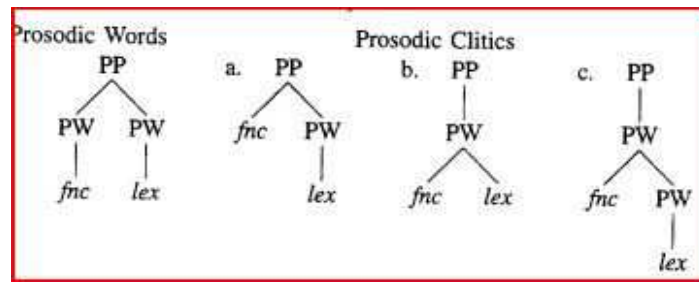 Prosodic Words
Prosodic Clitics
PP
a. PP
b. PP
c. PP
PW PW
fnc PW
PW
PW
fnc lex
lex
fnc lex
fnc PW
lex